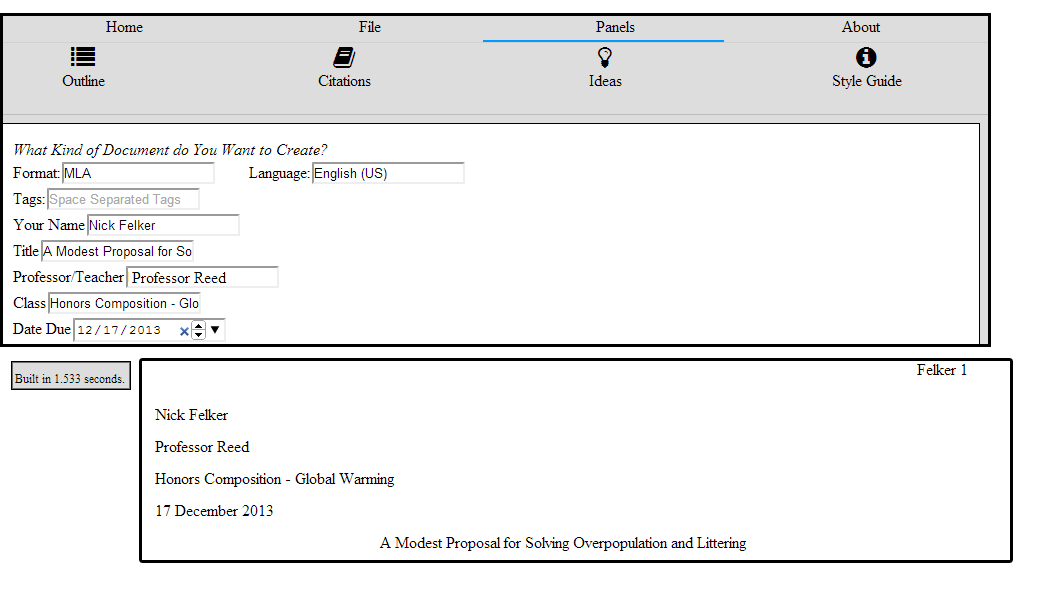 Home File Panels About
Outline Citations Ideas Style Guide
What Kind of Document do You Want to Create?
Format: MLA Language: English (US)
Tags: Space Separated Tags
Your Name Nick Felker
Title A Modest Proposal for So
Professor/Teacher Professor Reed
Class Honors Composition - Glo
Date Due 12/17/2013
Built in 1.533 seconds.
Felker 1
Nick Felker
Professor Reed
Honors Composition - Global Warming
17 December 2013
A Modest Proposal for Solving Overpopulation and Littering